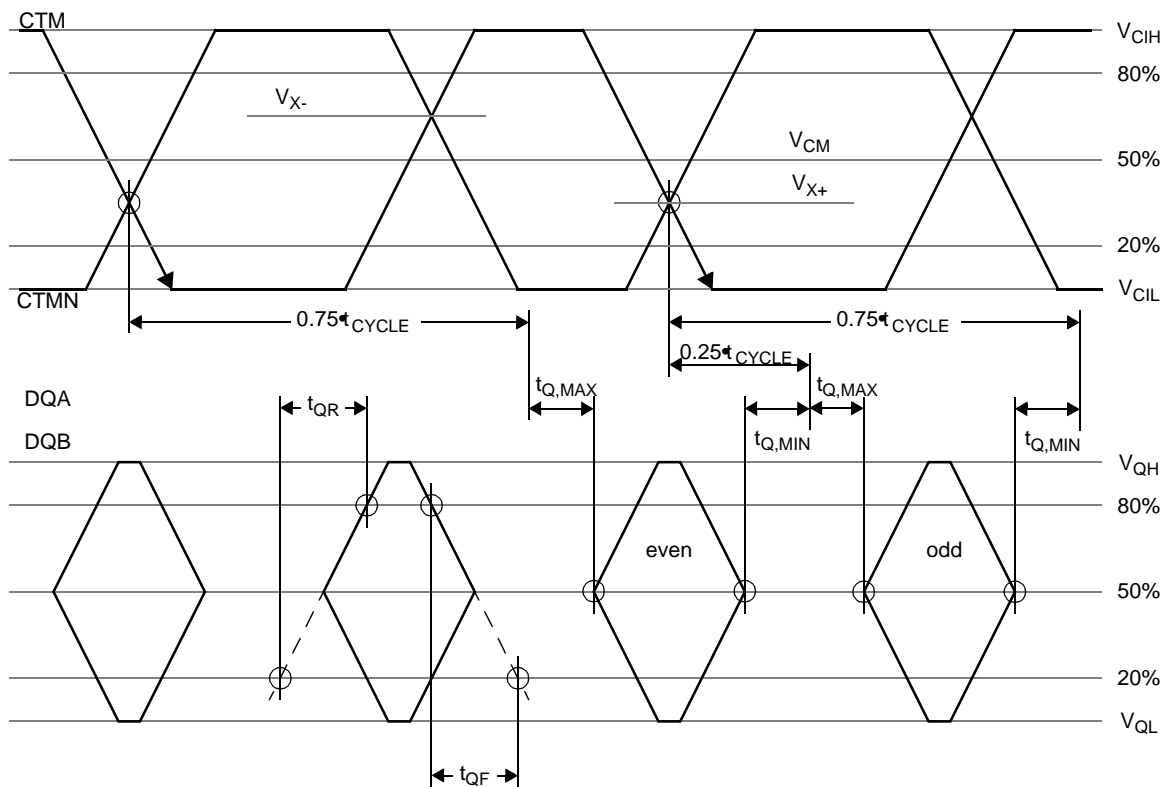 CTM
V_CIH
80%
V_X-
V_CM
50%
V_X+
20%
CTMN
V_CIL
0.75•t_CYCLE
0.75•t_CYCLE
0.25•t_CYCLE
t_Q,MAX
t_Q,MAX
DQA
t_QR
DQB
t_Q,MIN
t_Q,MIN
V_QH
80%
even
odd
50%
20%
V_QL
t_QF